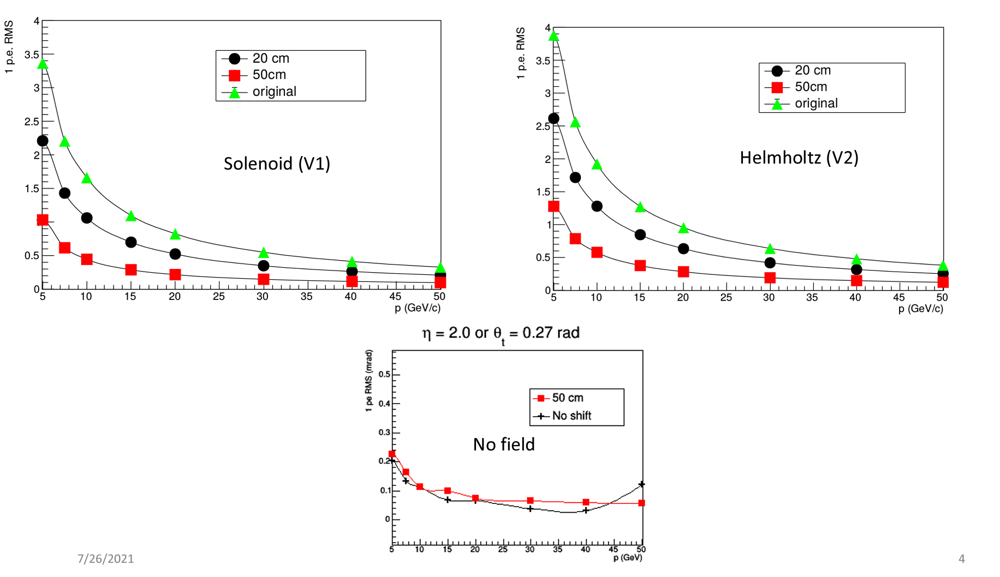 1 p.e. RMS
4
3.5
3
2.5
2
1.5
0.5
0
5 10 15 20 25 30 35 40 45 50
p (GeV/c)
20 cm
50cm
original
Solenoid (V1)
1 p.e. RMS
4
3.5
3
2.5
2
1.5
1
0.5
0
5 10 15 20 25 30 35 40 45 50
p (GeV/c)
20 cm
50cm
original
Helmholtz (V2)
η = 2.0 or θt = 0.27 rad
1 pe RMS (mrad)
0.5
0.4
0.3
0.2
0.1
0
5 10 15 20 25 30 35 40 45 50
p (GeV)
50 cm
No shift
No field
7/26/2021
4